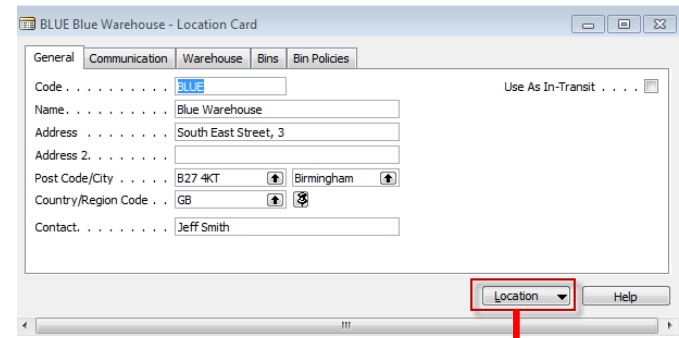 BLUE Blue Warehouse - Location Card
General Communication Warehouse Bins Bin Policies
Code . . . . . . . . . . BLUE Use As In-Transit . . . .
Name. . . . . . . . . . Blue Warehouse
Address . . . . . . . . South East Street, 3
Address 2. . . . . . . .
Post Code/City . . . . . B27 4KT Birmingham
Country/Region Code . . GB
Contact. . . . . . . . . Jeff Smith
Location Help